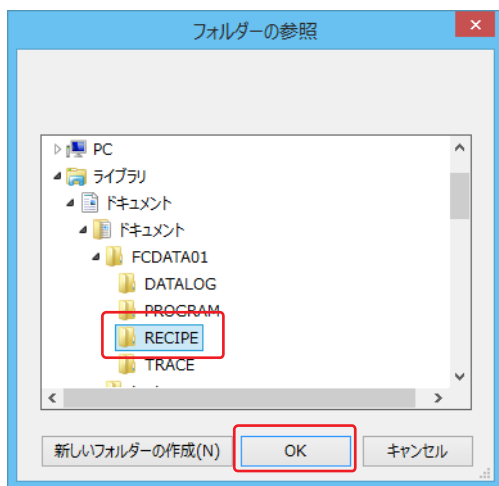 フォルダーの参照
PC
ライブラリ
ドキュメント
ドキュメント
FCDATA01
DATALOG
PROGRAM
RECIPE
TRACE
新しいフォルダーの作成(N)
OK
キャンセル